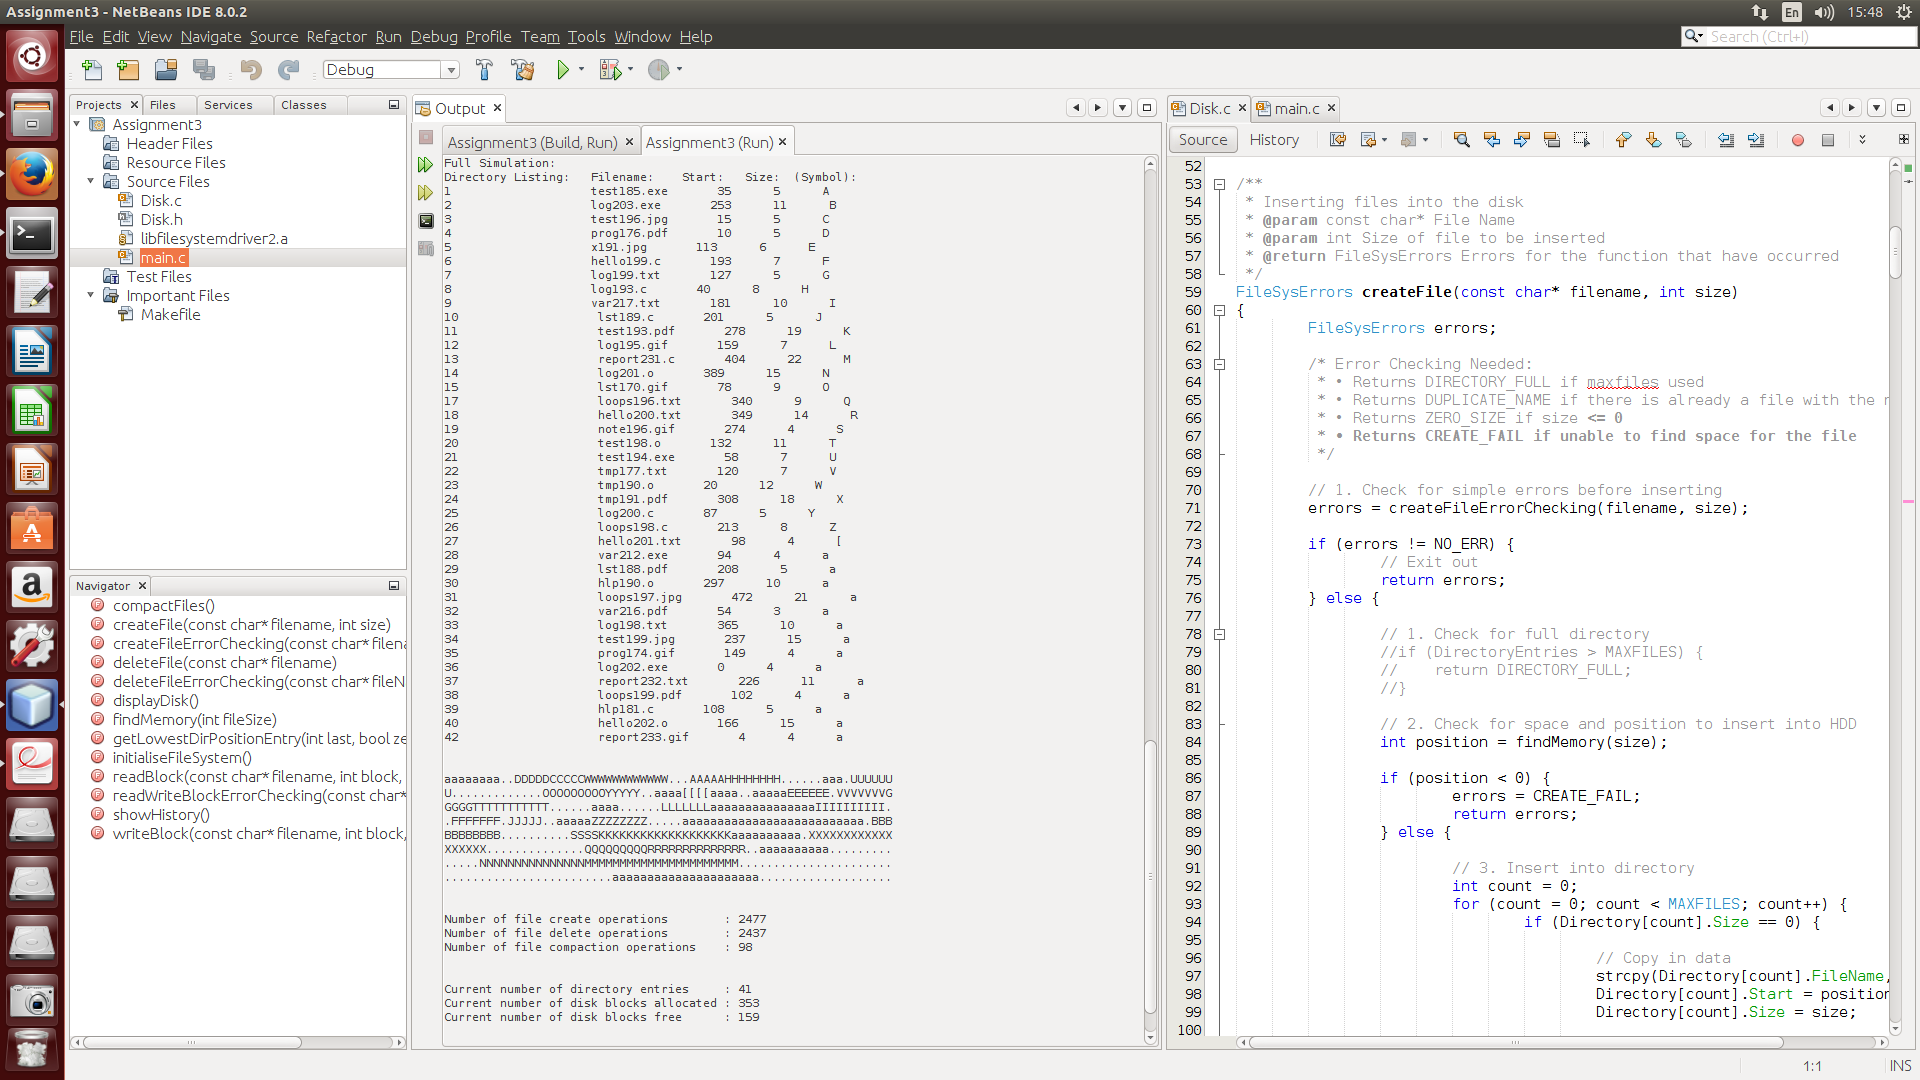 Assignment3 - NetBeans IDE 8.0.2
En
15:48
File Edit View Navigate Source Refactor Run Debug Profile Team Tools Window Help
Search (Ctrl+I)
Debug
Projects
Files
Services
Classes
Assignment3
Header Files
Resource Files
Source Files
Disk.c
Disk.h
libfilesystemdriver2.a
main.c
Test Files
Important Files
Makefile
Navigator
compactFiles()
createFile(const char* filename, int size)
createFileErrorChecking(const char* filena
deleteFile(const char* filename)
deleteFileErrorChecking(const char* fileN
displayDisk()
findMemory(int fileSize)
getLowestDirPositionEntry(int last, bool ze
initialiseFileSystem()
readBlock(const char* filename, int block,
readWriteBlockErrorChecking(const char*
showHistory()
writeBlock(const char* filename, int block,
Output
Assignment3 (Build, Run)
Assignment3 (Run)
Full Simulation:
Directory Listing: Filename: Start: Size: (Symbol):
1 test185.exe 35 5 A
2 log203.exe 253 11 B
3 test196.jpg 15 5 C
4 prog176.pdf 10 5 D
5 x191.jpg 113 6 E
6 hello199.c 193 7 F
7 log199.txt 127 5 G
8 log193.c 40 8 H
9 var217.txt 181 10 I
10 lst189.c 201 5 J
11 test193.pdf 278 19 K
12 log195.gif 159 7 L
13 report231.c 404 22 M
14 log201.o 389 15 N
15 lst170.gif 78 9 O
17 loops196.txt 340 9 Q
18 hello200.txt 349 14 R
19 note196.gif 274 4 S
20 test198.o 132 11 T
21 test194.exe 58 7 U
22 tmp177.txt 120 7 V
23 tmp190.o 20 12 W
24 tmp191.pdf 308 18 X
25 log200.c 87 5 Y
26 loops198.c 213 8 Z
27 hello201.txt 98 4 [
28 var212.exe 94 4 a
29 lst188.pdf 208 5 a
30 hlp190.o 297 10 a
31 loops197.jpg 472 21 a
32 var216.pdf 54 3 a
33 log198.txt 365 10 a
34 test199.jpg 237 15 a
35 prog174.gif 149 4 a
36 log202.exe 0 4 a
37 report232.txt 226 11 a
38 loops199.pdf 102 4 a
39 hlp181.c 108 5 a
40 hello202.o 166 15 a
42 report233.gif 4 4 a
aaaaaaaa..DDDDDCCCCCWWWWWWWWWWWW...AAAAAHHHHHHHH......aaa.UUUUUU
U.............OOOOOOOOOYYYYY..aaaa[[[[aaaa..aaaaaEEEEEE.VVVVVVVG
GGGGTTTTTTTTTTT......aaaa......LLLLLLLaaaaaaaaaaaaaaaIIIIIIIIII.
.FFFFFFF.JJJJJ..aaaaaZZZZZZZZ.....aaaaaaaaaaaaaaaaaaaaaaaaaa.BBB
BBBBBBBB..........SSSSKKKKKKKKKKKKKKKKKKKaaaaaaaaaa.XXXXXXXXXXXX
XXXXXX..............QQQQQQQQQRRRRRRRRRRRRRR..aaaaaaaaaa.........
.....NNNNNNNNNNNNNNNMMMMMMMMMMMMMMMMMMMMMM......................
........................aaaaaaaaaaaaaaaaaaaaa...................
Number of file create operations : 2477
Number of file delete operations : 2437
Number of file compaction operations : 98
Current number of directory entries : 41
Current number of disk blocks allocated : 353
Current number of disk blocks free : 159
Disk.c
main.c
Source
History
52
53 /**
54 * Inserting files into the disk
55 * @param const char* File Name
56 * @param int Size of file to be inserted
57 * @return FileSysErrors Errors for the function that have occurred
58 */
59 FileSysErrors createFile(const char* filename, int size)
60 {
61 FileSysErrors errors;
62
63 /* Error Checking Needed:
64 * • Returns DIRECTORY_FULL if maxfiles used
65 * • Returns DUPLICATE_NAME if there is already a file with the n
66 * • Returns ZERO_SIZE if size <= 0
67 * • Returns CREATE_FAIL if unable to find space for the file
68 */
69
70 // 1. Check for simple errors before inserting
71 errors = createFileErrorChecking(filename, size);
72
73 if (errors != NO_ERR) {
74 // Exit out
75 return errors;
76 } else {
77
78 // 1. Check for full directory
79 //if (DirectoryEntries > MAXFILES) {
80 // return DIRECTORY_FULL;
81 //}
82
83 // 2. Check for space and position to insert into HDD
84 int position = findMemory(size);
85
86 if (position < 0) {
87 errors = CREATE_FAIL;
88 return errors;
89 } else {
90
91 // 3. Insert into directory
92 int count = 0;
93 for (count = 0; count < MAXFILES; count++) {
94 if (Directory[count].Size == 0) {
95
96 // Copy in data
97 strcpy(Directory[count].FileName,
98 Directory[count].Start = position
99 Directory[count].Size = size;
100
1:1
INS